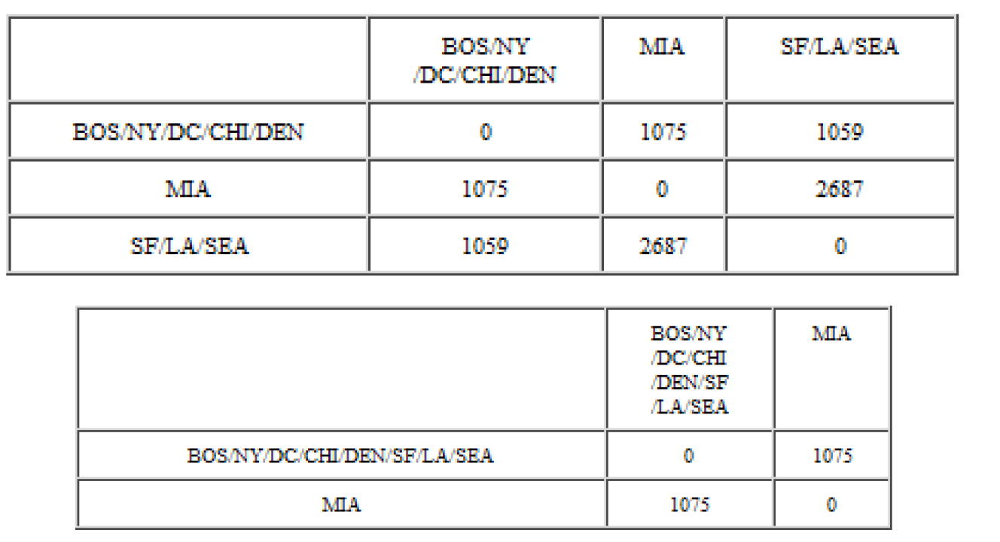 BOS/NY MIA SF/LA/SEA
/DC/CHI/DEN
BOS/NY/DC/CHI/DEN 0 1075 1059
MIA 1075 0 2687
SF/LA/SEA 1059 2687 0
BOS/NY MIA
/DC/CHI
/DEN/SF
/LA/SEA
BOS/NY/DC/CHI/DEN/SF/LA/SEA 0 1075
MIA 1075 0